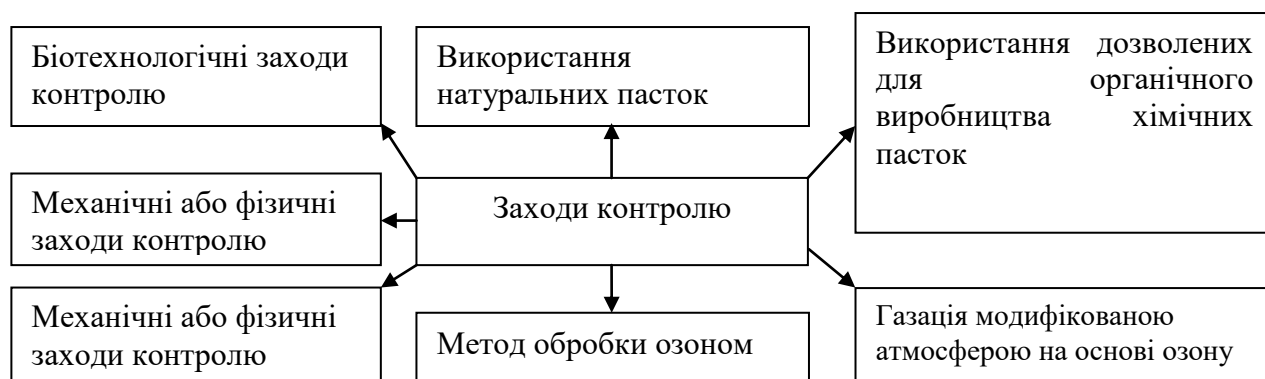 Біотехнологічні заходи
контролю
Використання
натуральних пасток
Використання дозволених
для органічного
виробництва хімічних
пасток
Механічні або фізичні
заходи контролю
Заходи контролю
Механічні або фізичні
заходи контролю
Метод обробки озоном
Газація модифікованою
атмосферою на основі озону